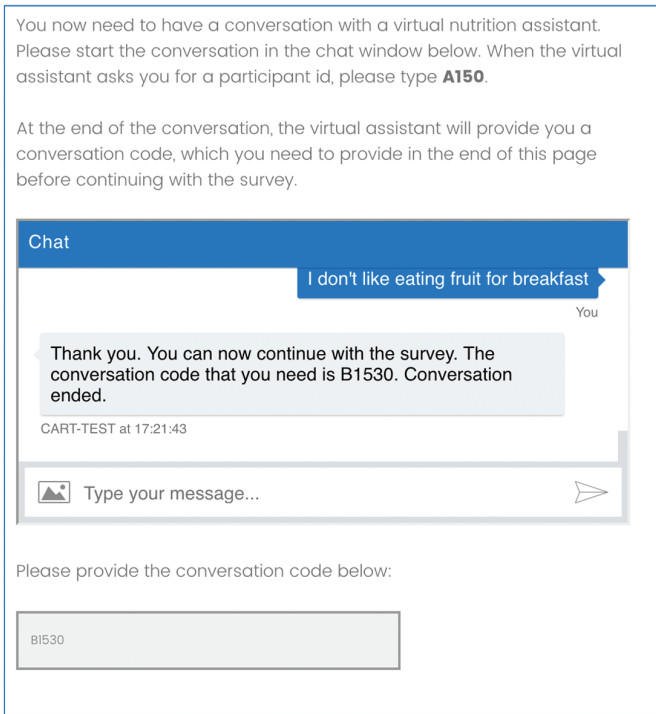 You now need to have a conversation with a virtual nutrition assistant.
Please start the conversation in the chat window below. When the virtual
assistant asks you for a participant id, please type A150.
At the end of the conversation, the virtual assistant will provide you a
conversation code, which you need to provide in the end of this page
before continuing with the survey.
Chat
I don't like eating fruit for breakfast
You
Thank you. You can now continue with the survey. The
conversation code that you need is B1530. Conversation
ended.
CART-TEST at 17:21:43
Type your message...
Please provide the conversation code below:
B1530